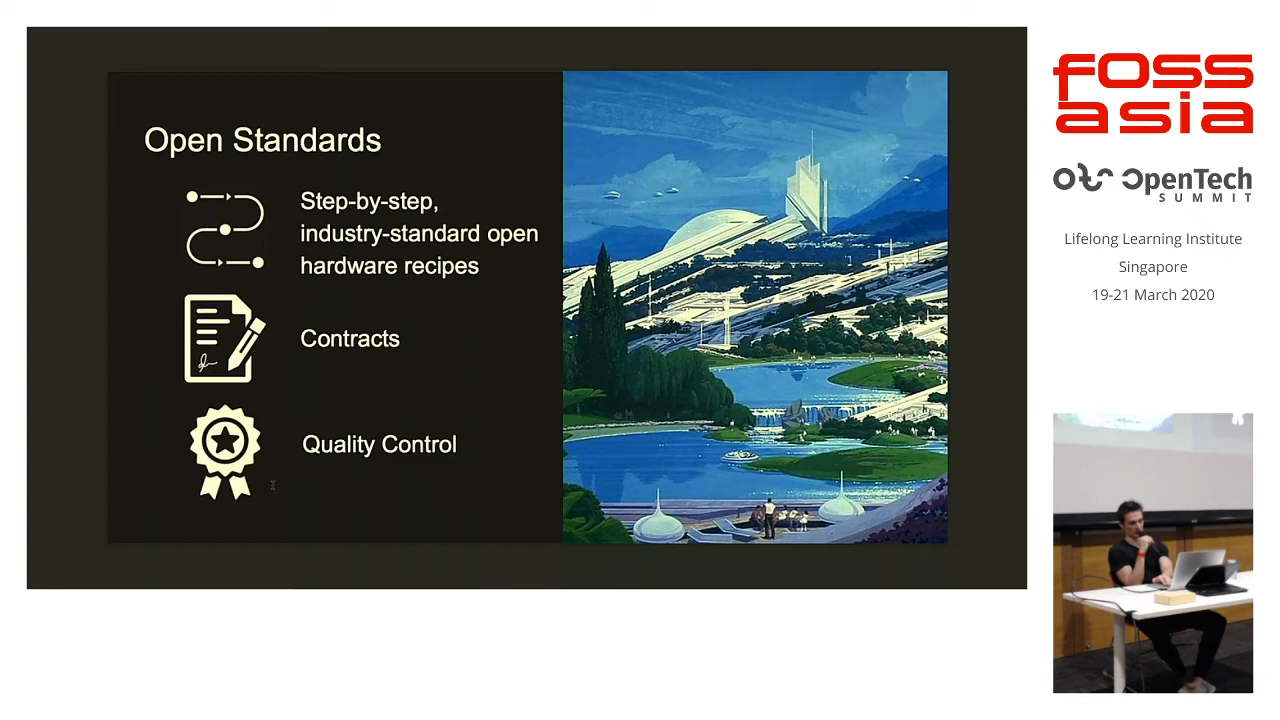 Open Standards
Step-by-step,
industry-standard open
hardware recipes
Contracts
Quality Control
fOSS
asia
OpenTech
SUMMIT
Lifelong Learning Institute
Singapore
19-21 March 2020